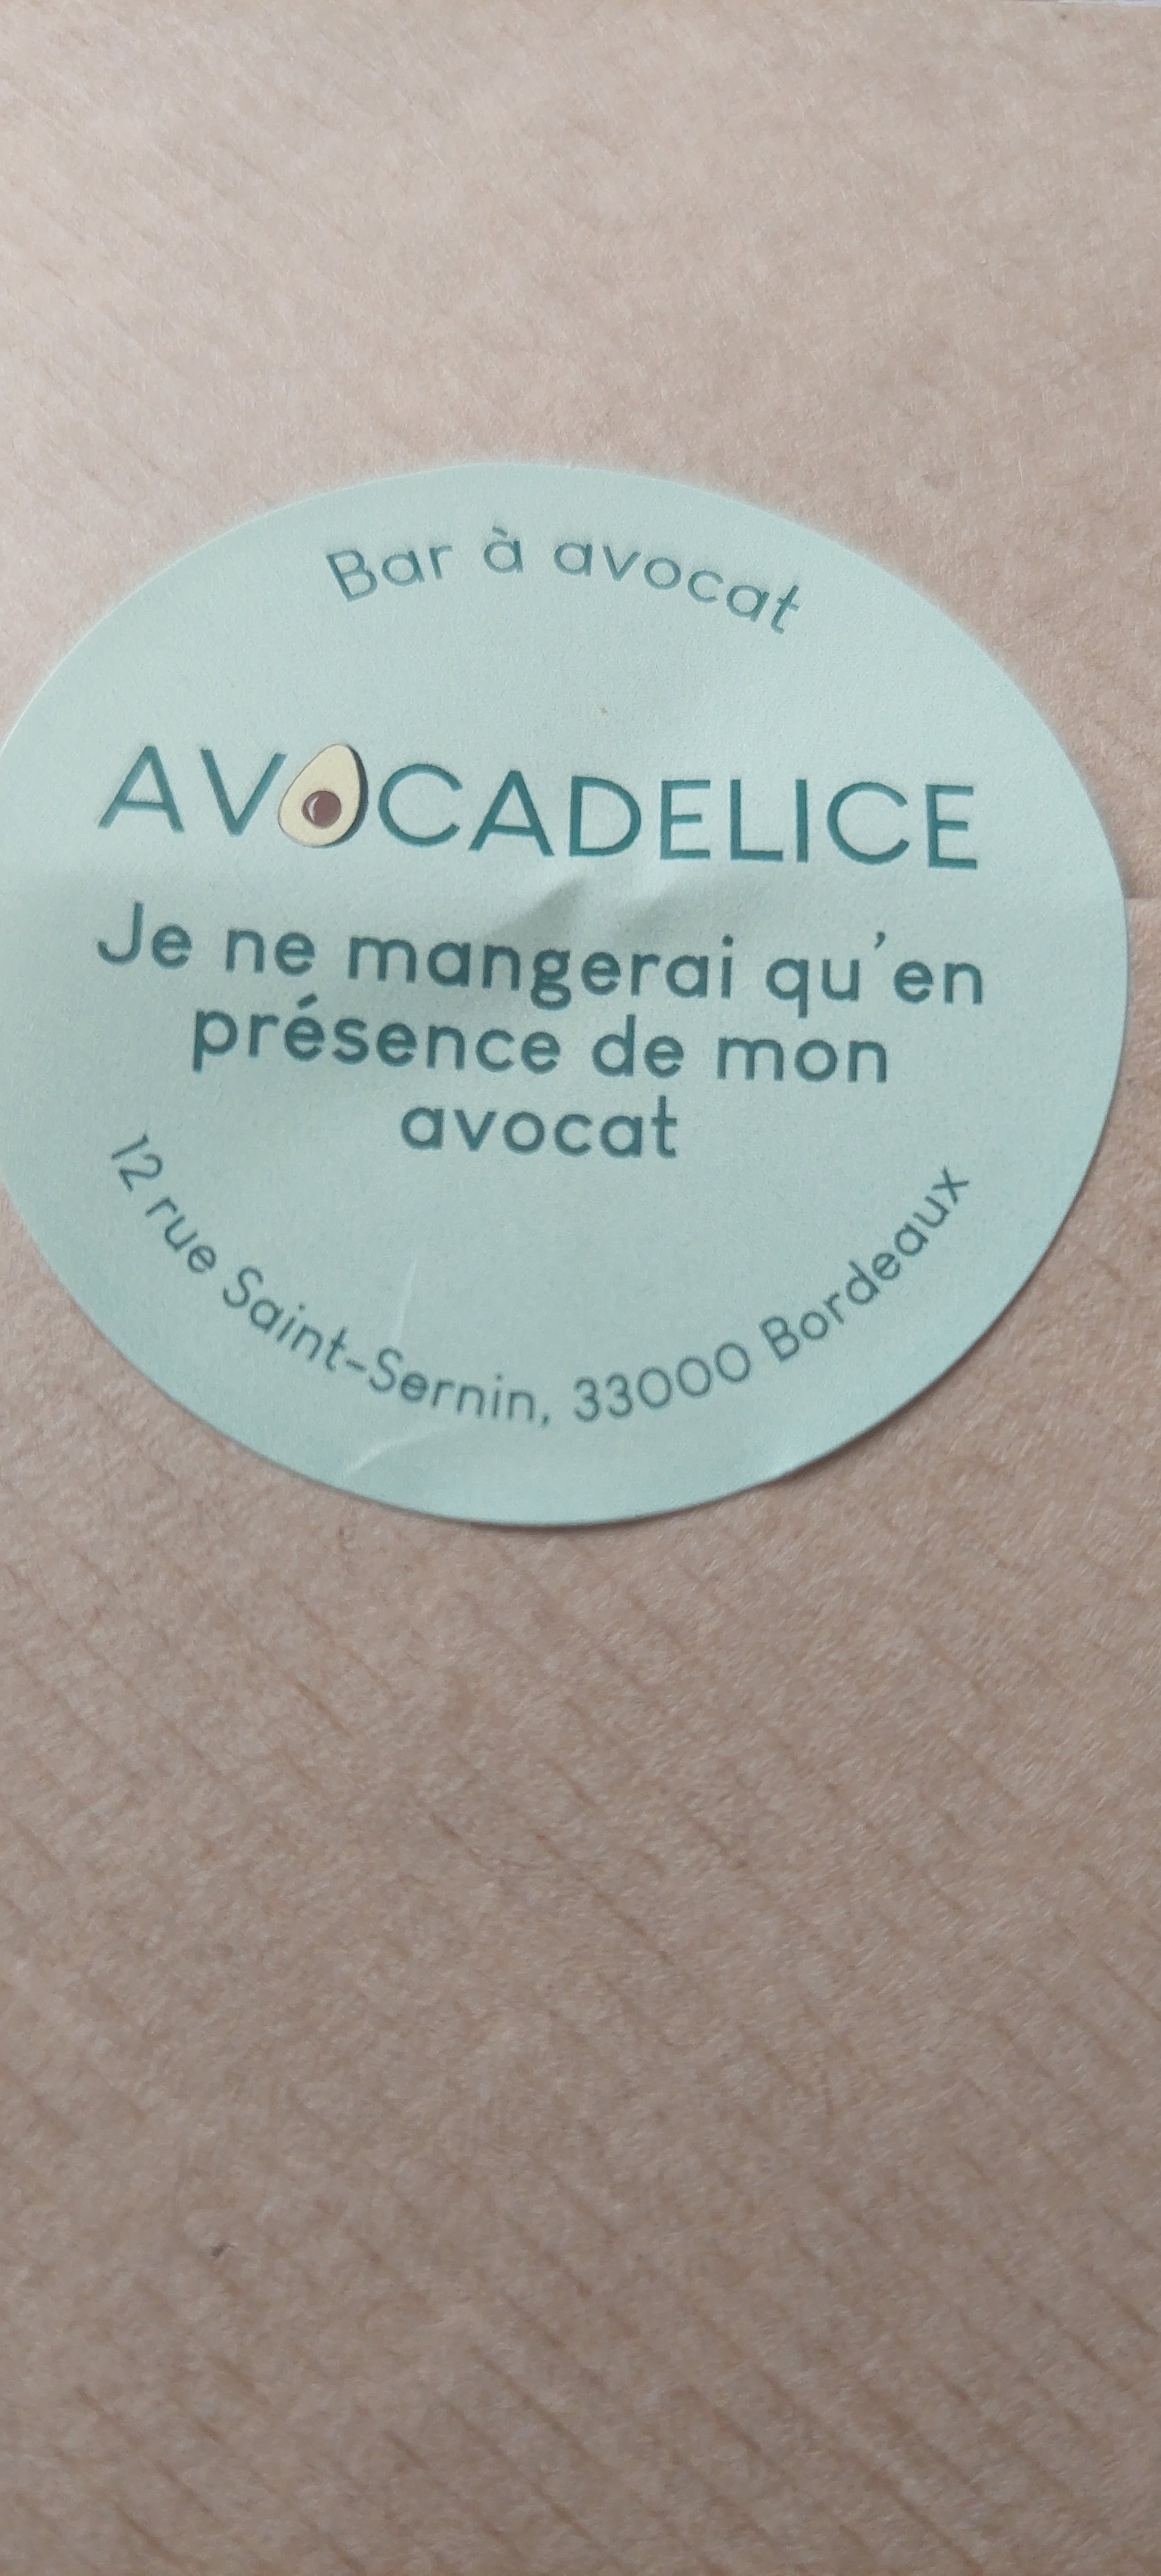 Bar à avocat
AVOCADELICE
Je ne mangerai qu'en
présence de mon
avocat
12 rue Saint-Sernin, 33000 Bordeaux